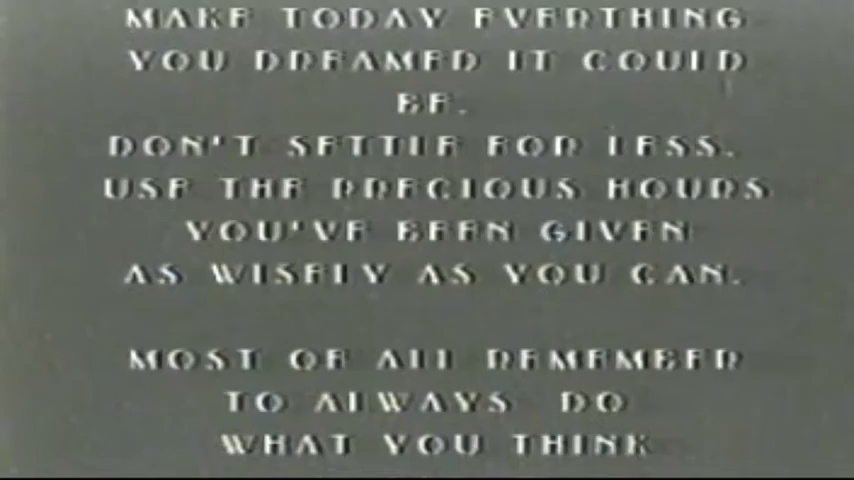 MAKE TODAY EVERTHING
YOU DREAMED IT COULD
BE.
DON'T SETTLE FOR LESS.
USE THE PRECIOUS HOURS
YOU'VE BEEN GIVEN
AS WISELY AS YOU CAN.
MOST OF ALL REMEMBER
TO ALWAYS DO
WHAT YOU THINK